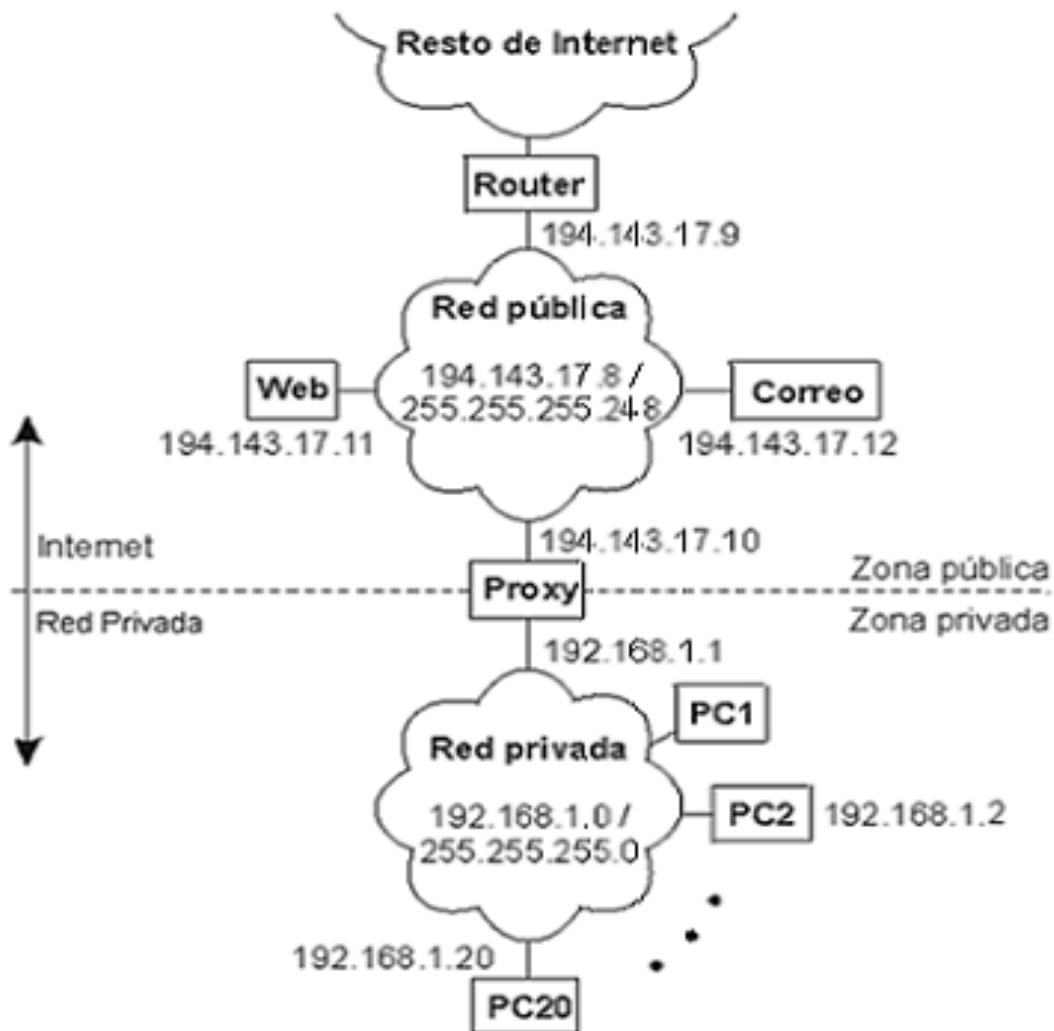 Resto de Internet
Router
194.143.17.9
Red pública
194.143.17.8 /
255.255.255.248
Web
194.143.17.11
Correo
194.143.17.12
Internet
194.143.17.10
Proxy
Zona pública
Red Privada
Zona privada
192.168.1.1
PC1
Red privada
192.168.1.0 /
255.255.255.0
PC2
192.168.1.2
192.168.1.20
PC20